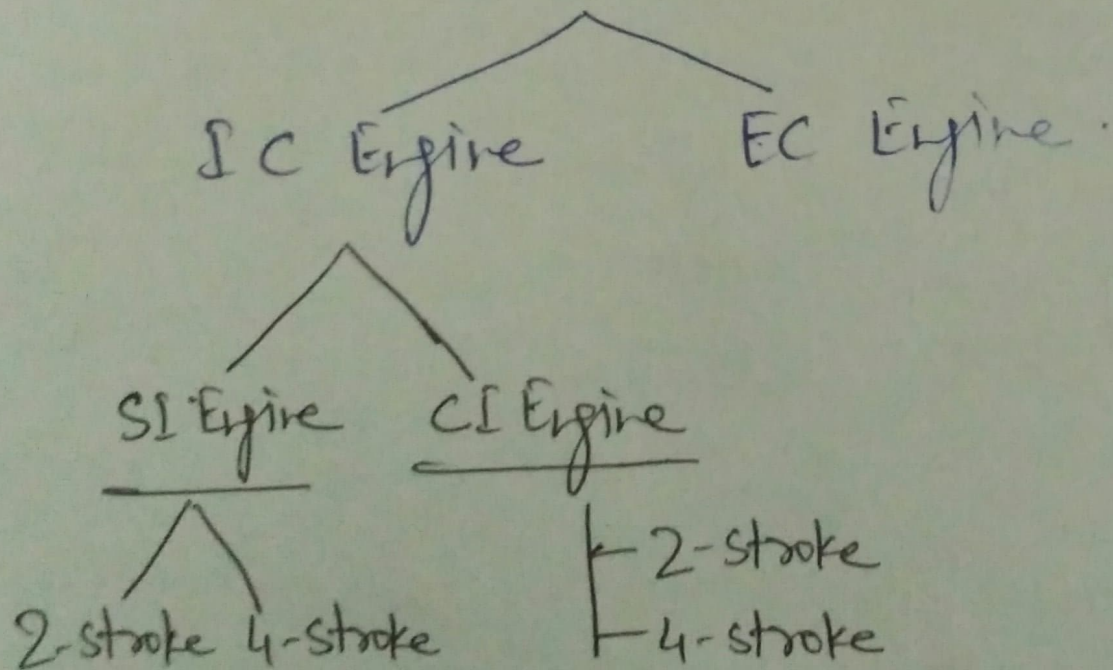 IC Engine EC Engine.
SI Engine CI Engine
2-stroke
2-stroke 4-stroke
4-stroke